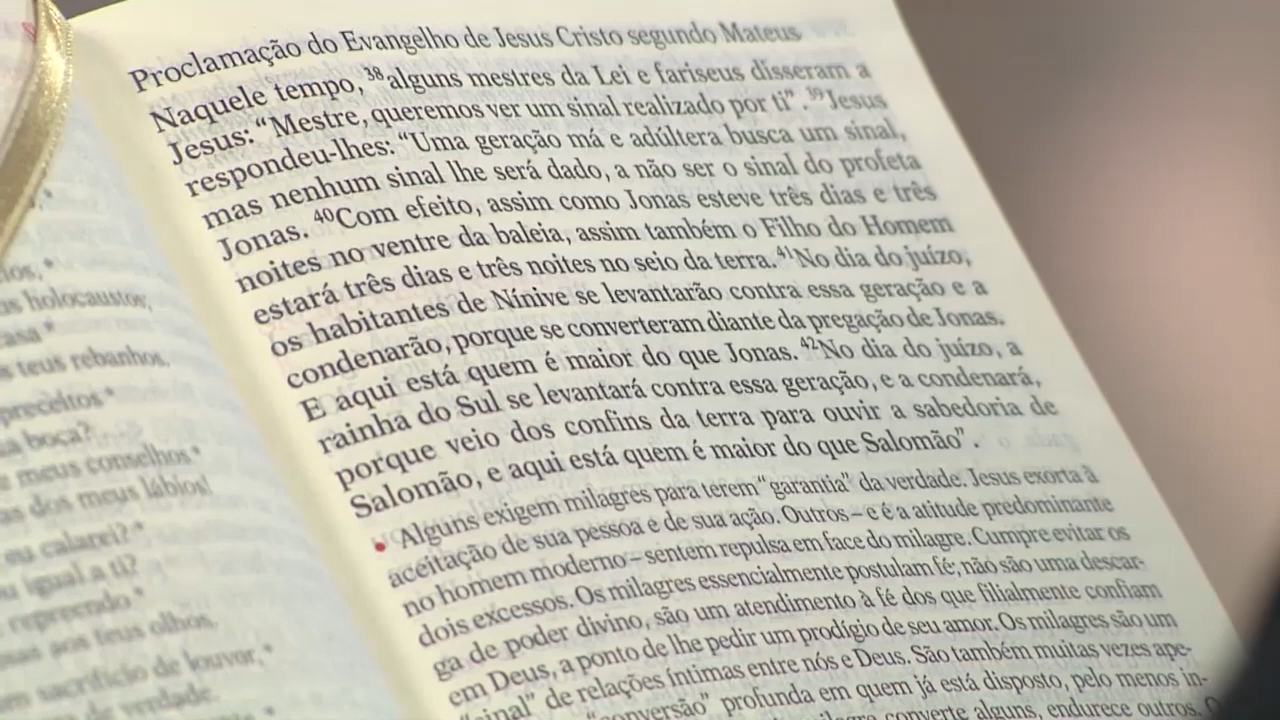 holocaustos,
teus rebanhos.
preceitos*
boca?
meus conselhos*
dos meus lábios!
eu calarei?*
igual a ti?
repreendo*
aos teus olhos.
sacrifício de louvor,*
de verdade.
Proclamação do Evangelho de Jesus Cristo segundo Mateus
Naquele tempo, 38alguns mestres da Lei e fariseus disseram a
Jesus: “Mestre, queremos ver um sinal realizado por ti”. 39Jesus
respondeu-lhes: “Uma geração má e adúltera busca um sinal,
mas nenhum sinal lhe será dado, a não ser o sinal do profeta
Jonas. 40Com efeito, assim como Jonas esteve três dias e três
noites no ventre da baleia, assim também o Filho do Homem
estará três dias e três noites no seio da terra. 41No dia do juízo,
os habitantes de Nínive se levantarão contra essa geração e a
condenarão, porque se converteram diante da pregação de Jonas.
E aqui está quem é maior do que Jonas. 42No dia do juízo, a
rainha do Sul se levantará contra essa geração, e a condenará,
porque veio dos confins da terra para ouvir a sabedoria de
Salomão, e aqui está quem é maior do que Salomão”.
• Alguns exigem milagres para terem “garantia” da verdade. Jesus exorta à
aceitação de sua pessoa e de sua ação. Outros – e é a atitude predominante
no homem moderno – sentem repulsa em face do milagre. Cumpre evitar os
dois excessos. Os milagres essencialmente postulam fé, não são uma descar-
ga de poder divino, são um atendimento à fé dos que filialmente confiam
em Deus, a ponto de lhe pedir um prodígio de seu amor. Os milagres são um
“sinal” de relações íntimas entre nós e Deus. São também muitas vezes ape-
“conversão” profunda em quem já está disposto, pelo menos in-
milagre converte alguns, endurece outros. O